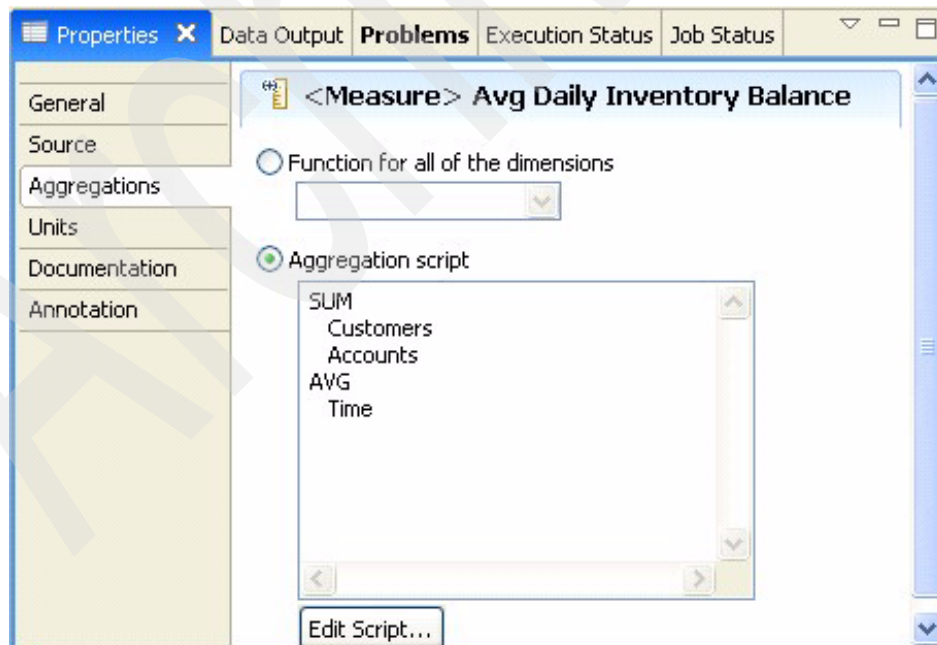 Properties Data Output Problems Execution Status Job Status
General
Source
Aggregations
Units
Documentation
Annotation
<Measure> Avg Daily Inventory Balance
Function for all of the dimensions
Aggregation script
SUM
Customers
Accounts
AVG
Time
Edit Script...